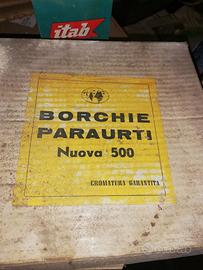 itab
BORCHIE
PARAURTI
Nuova 500
CROMATURA GARANTITA